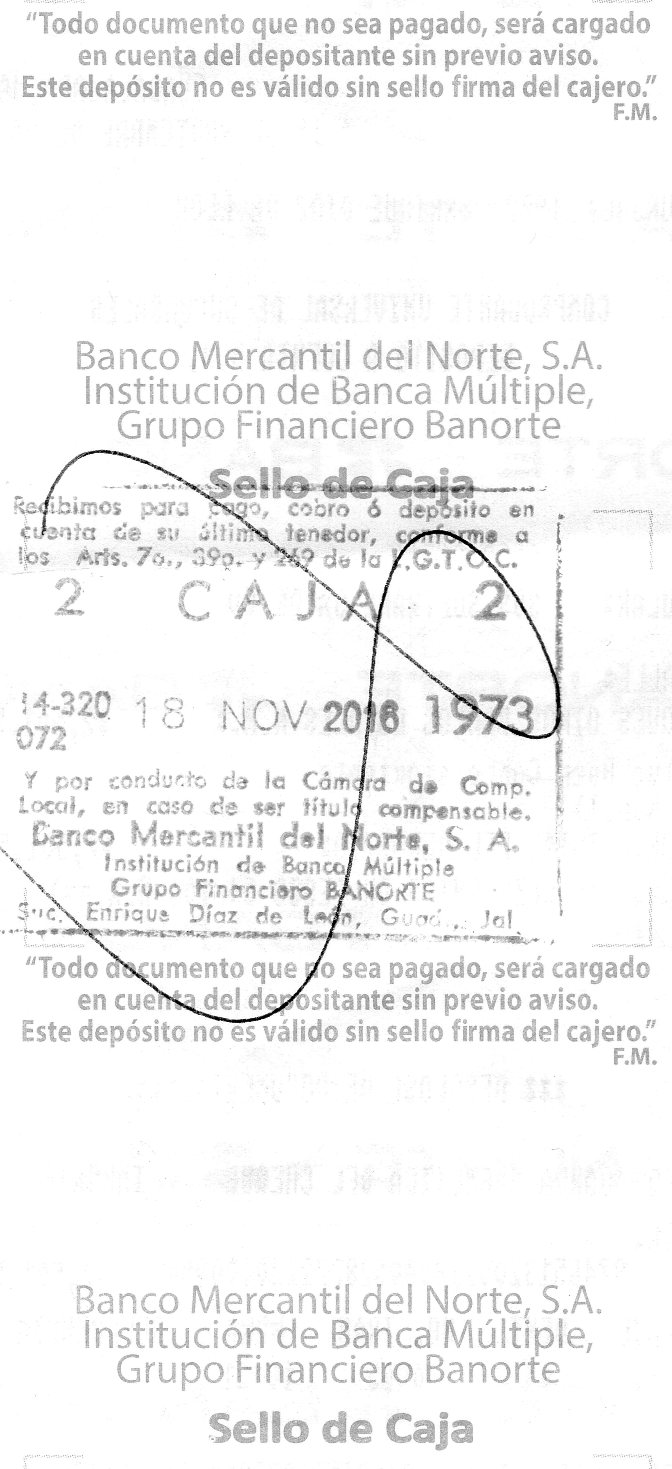 “Todo documento que no sea pagado, será cargado
en cuenta del depositante sin previo aviso.
Este depósito no es válido sin sello firma del cajero.”
F.M.
Banco Mercantil del Norte, S.A.
Institución de Banca Múltiple,
Grupo Financiero Banorte
Sello de Caja
Recibimos para pago, cobro ó depósito en
cuenta de su último tenedor, conforme a
los Arts. 7o., 39o. y de la L.G.T.O.C.
2 CAJA 2
14-320 18 NOV 1973
072
Y por conducto de la Cámara de Comp.
Local, en caso de ser título compensable.
Banco Mercantil del Norte, S. A.
Institución de Banca Múltiple
Grupo Financiero BANORTE
Suc. Enrique Díaz de León, Guad., Jal
“Todo documento que no sea pagado, será cargado
en cuenta del depositante sin previo aviso.
Este depósito no es válido sin sello firma del cajero.”
F.M.
Banco Mercantil del Norte, S.A.
Institución de Banca Múltiple,
Grupo Financiero Banorte
Sello de Caja